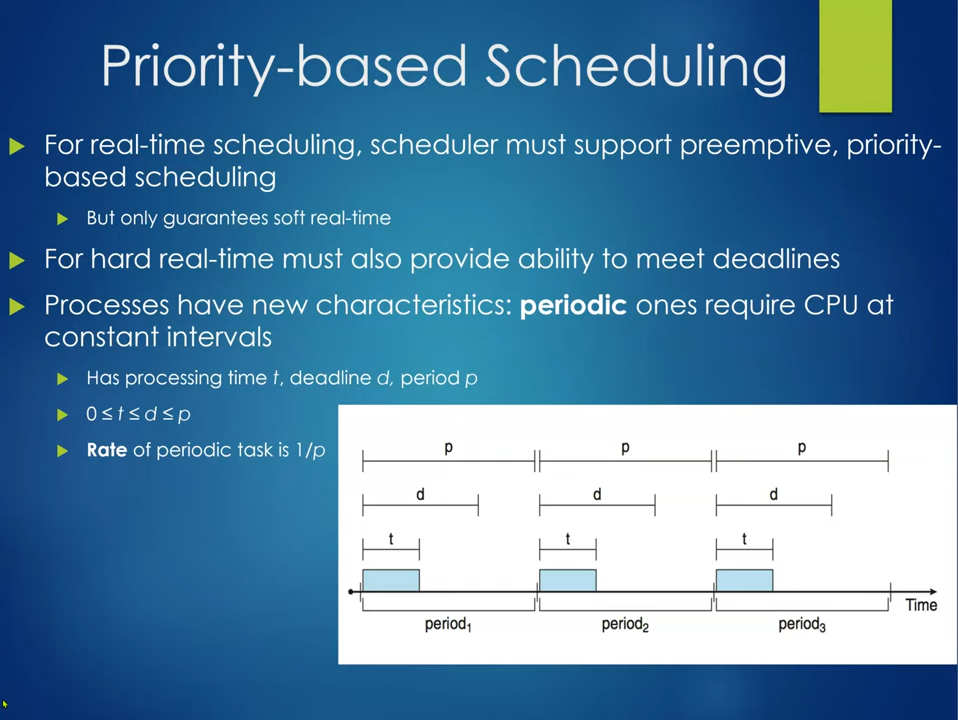 Priority-based Scheduling
For real-time scheduling, scheduler must support preemptive, priority-
based scheduling
But only guarantees soft real-time
For hard real-time must also provide ability to meet deadlines
Processes have new characteristics: periodic ones require CPU at
constant intervals
Has processing time t, deadline d, period p
0 ≤ t ≤ d ≤ p
Rate of periodic task is 1/p
p p p
d d d
t t t
Time
period₁ period₂ period₃